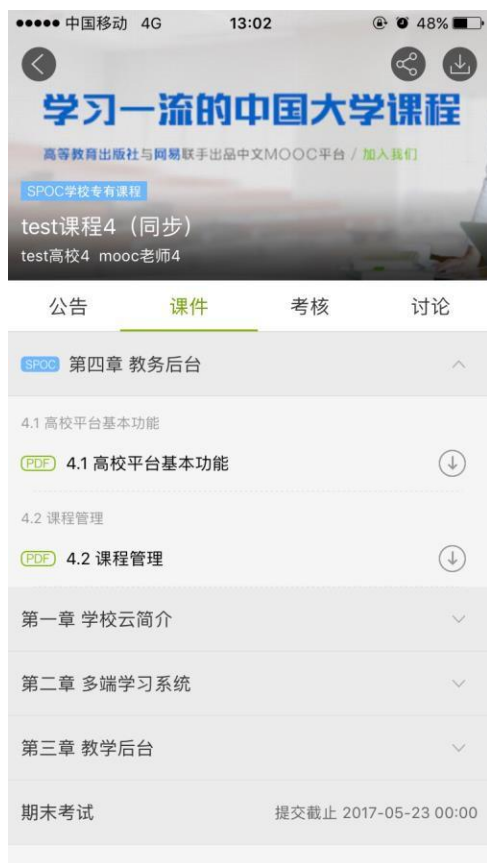 中国移动 4G 13:02 48%
学习一流的中国大学课程
高等教育出版社与网易联手出品中文MOOC平台 / 加入我们
SPOC学校专有课程
test课程4（同步）
test高校4 mooc老师4
公告 课件 考核 讨论
SPOC 第四章 教务后台
4.1 高校平台基本功能
PDF 4.1 高校平台基本功能
4.2 课程管理
PDF 4.2 课程管理
第一章 学校云简介
第二章 多端学习系统
第三章 教学后台
期末考试 提交截止 2017-05-23 00:00